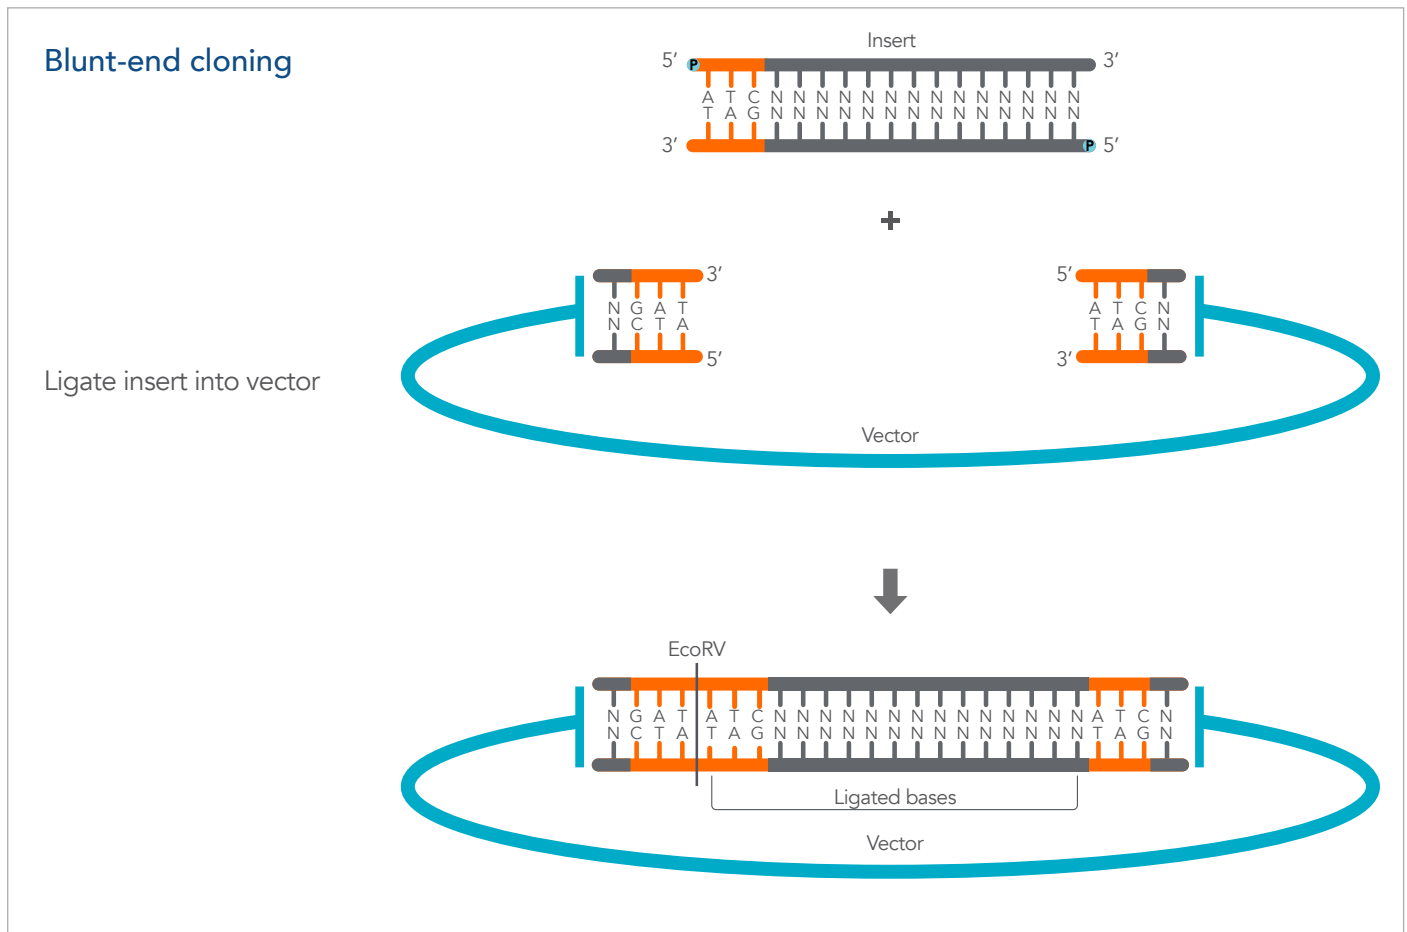 Blunt-end cloning
Insert
5′ P 3′
A T C N N N N N N N N N N N N N N
T A G N N N N N N N N N N N N N N
3′ P 5′
+
3′ 5′
N G A T A T C N
N C T A T A G N
5′ 3′
Ligate insert into vector
Vector
EcoRV
N G A T A T C N N N N N N N N N N N N N N A T C N
N C T A T A G N N N N N N N N N N N N N N T A G N
Ligated bases
Vector